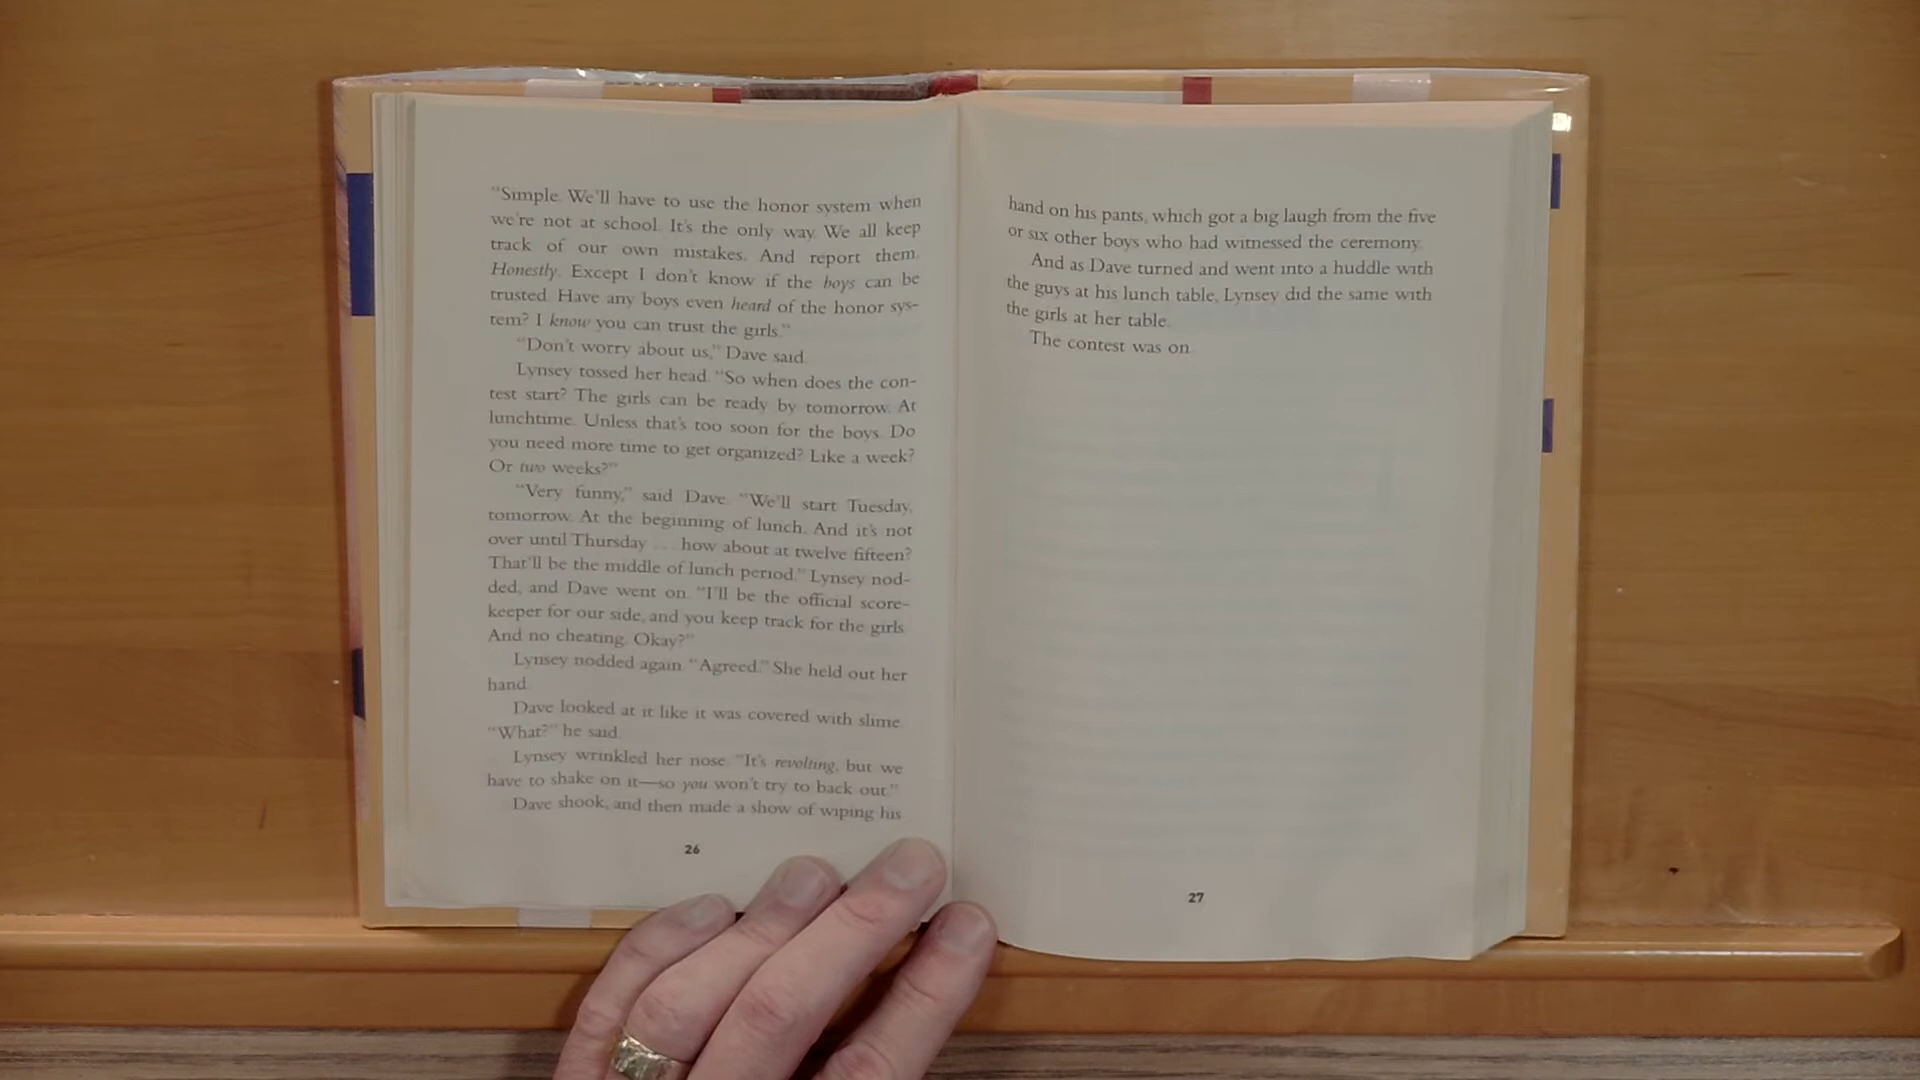 "Simple. We'll have to use the honor system when
we're not at school. It's the only way. We all keep
track of our own mistakes. And report them.
Honestly. Except I don't know if the boys can be
trusted. Have any boys even heard of the honor sys-
tem? I know you can trust the girls."
"Don't worry about us," Dave said.
Lynsey tossed her head. "So when does the con-
test start? The girls can be ready by tomorrow. At
lunchtime. Unless that's too soon for the boys. Do
you need more time to get organized? Like a week?
Or two weeks?"
"Very funny," said Dave. "We'll start Tuesday,
tomorrow. At the beginning of lunch. And it's not
over until Thursday . . . how about at twelve fifteen?
That'll be the middle of lunch period." Lynsey nod-
ded, and Dave went on. "I'll be the official score-
keeper for our side, and you keep track for the girls.
And no cheating. Okay?"
Lynsey nodded again. "Agreed." She held out her
hand.
Dave looked at it like it was covered with slime.
"What?" he said.
Lynsey wrinkled her nose. "It's revolting, but we
have to shake on it—so you won't try to back out."
Dave shook, and then made a show of wiping his
26
hand on his pants, which got a big laugh from the five
or six other boys who had witnessed the ceremony.
And as Dave turned and went into a huddle with
the guys at his lunch table, Lynsey did the same with
the girls at her table.
The contest was on.
27